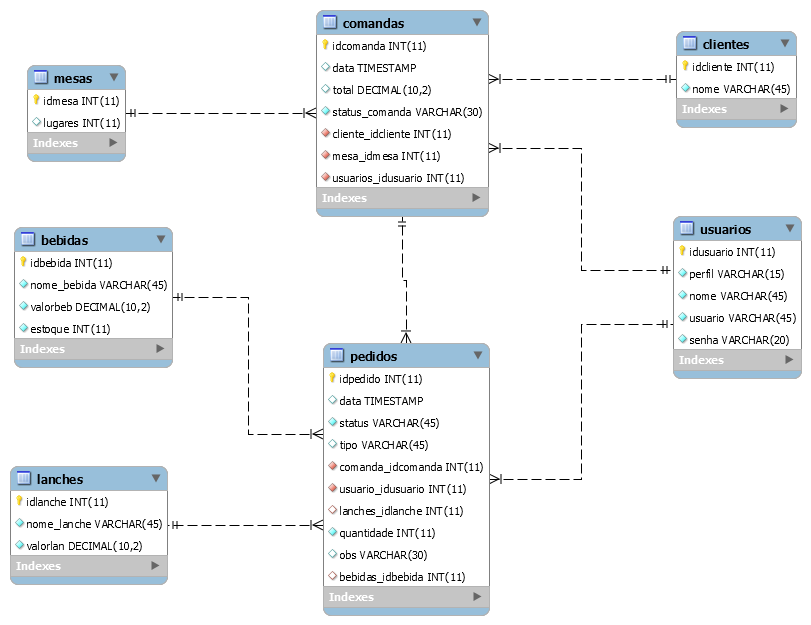 comandas
idcomanda INT(11)
data TIMESTAMP
total DECIMAL(10,2)
status_comanda VARCHAR(30)
cliente_idcliente INT(11)
mesa_idmesa INT(11)
usuarios_idusuario INT(11)
Indexes
clientes
idcliente INT(11)
nome VARCHAR(45)
Indexes
mesas
idmesa INT(11)
lugares INT(11)
Indexes
bebidas
idbebida INT(11)
nome_bebida VARCHAR(45)
valorbeb DECIMAL(10,2)
estoque INT(11)
Indexes
usuarios
idusuario INT(11)
perfil VARCHAR(15)
nome VARCHAR(45)
usuario VARCHAR(45)
senha VARCHAR(20)
Indexes
pedidos
idpedido INT(11)
data TIMESTAMP
status VARCHAR(45)
tipo VARCHAR(45)
comanda_idcomanda INT(11)
usuario_idusuario INT(11)
lanches_idlanche INT(11)
quantidade INT(11)
obs VARCHAR(30)
bebidas_idbebida INT(11)
Indexes
lanches
idlanche INT(11)
nome_lanche VARCHAR(45)
valorlan DECIMAL(10,2)
Indexes